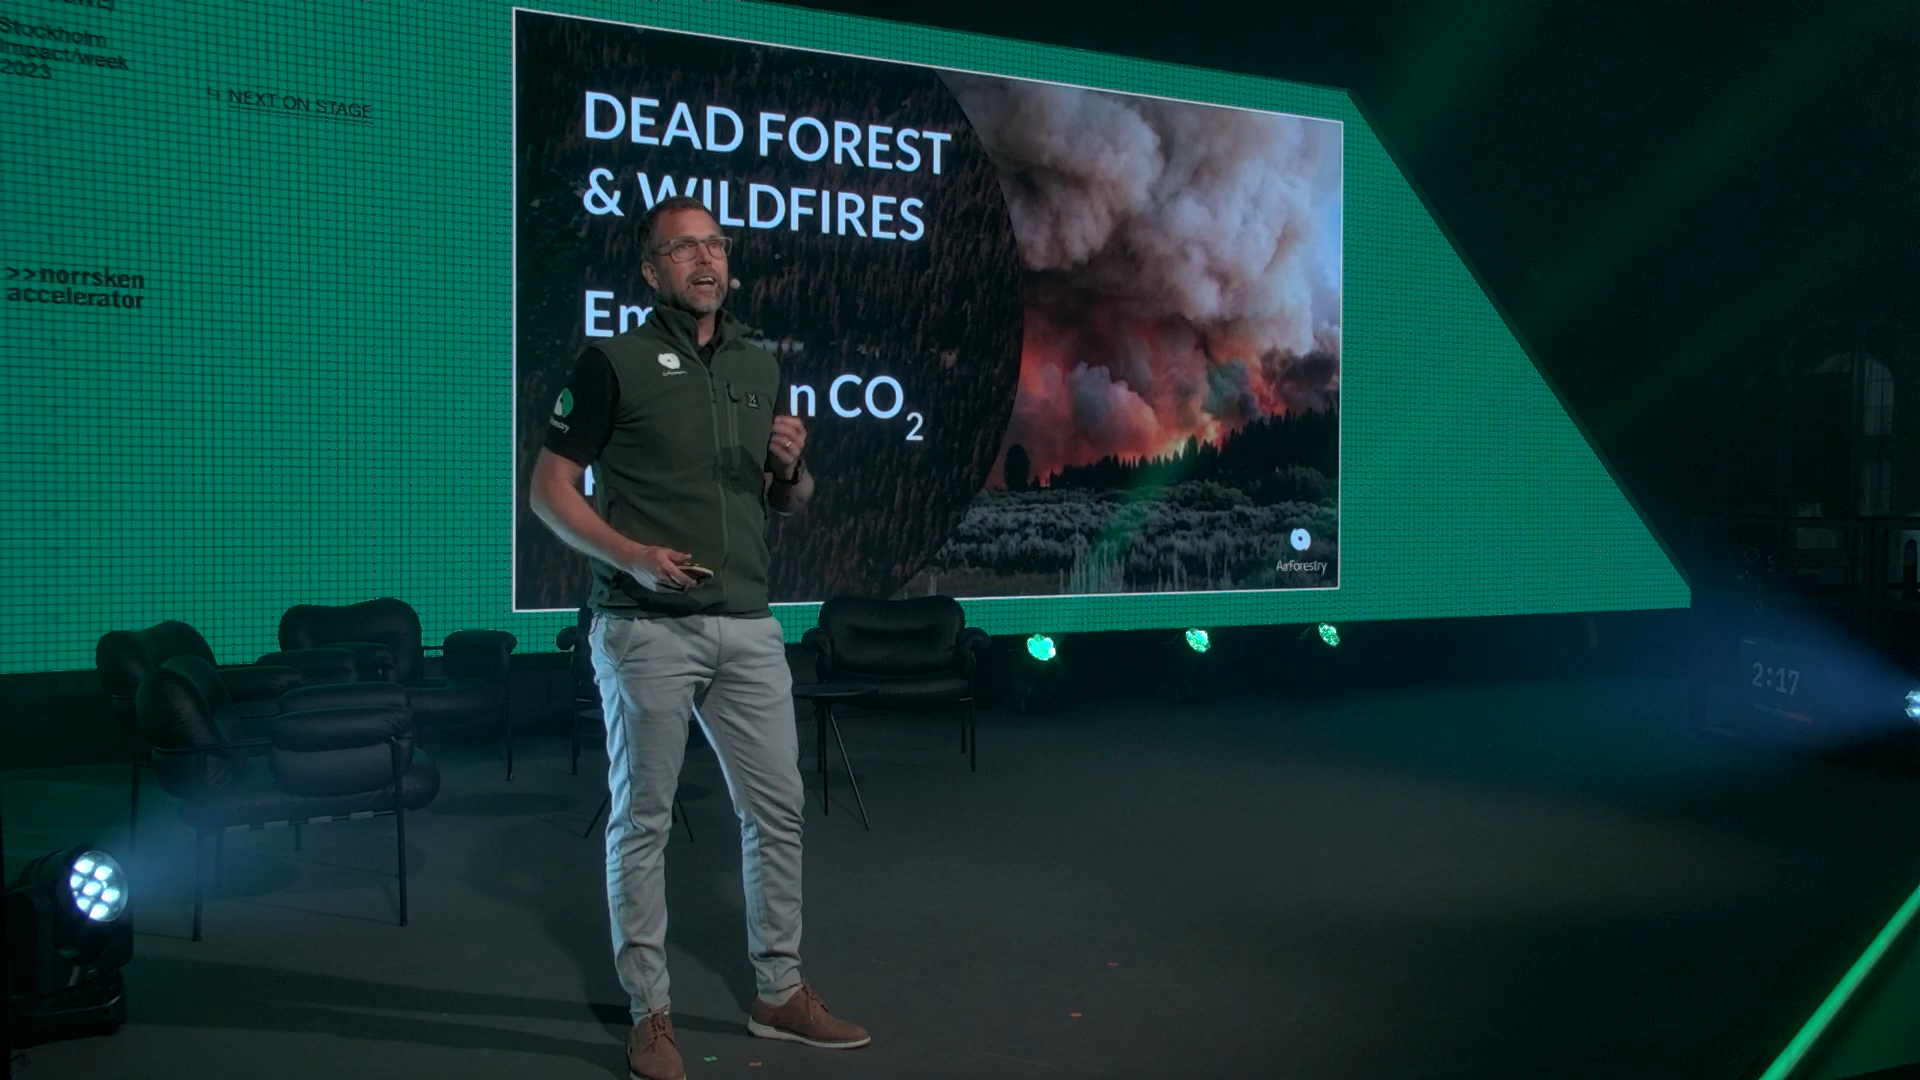 Stockholm
impact/week
2023
↳ NEXT ON STAGE
>>norrsken
accelerator
DEAD FOREST
& WILDFIRES
CO₂
AirForestry
2:17